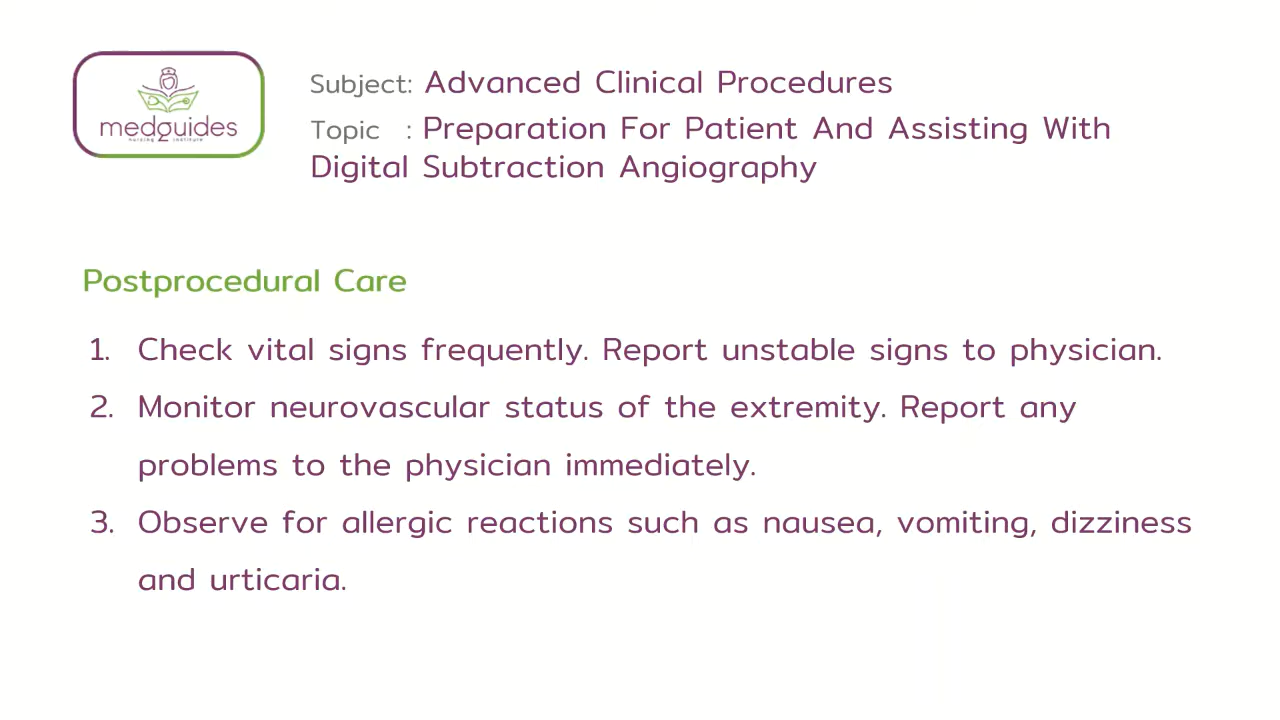 medguides
nursing institute
Subject: Advanced Clinical Procedures
Topic : Preparation For Patient And Assisting With
Digital Subtraction Angiography
Postprocedural Care
1. Check vital signs frequently. Report unstable signs to physician.
2. Monitor neurovascular status of the extremity. Report any
problems to the physician immediately.
3. Observe for allergic reactions such as nausea, vomiting, dizziness
and urticaria.